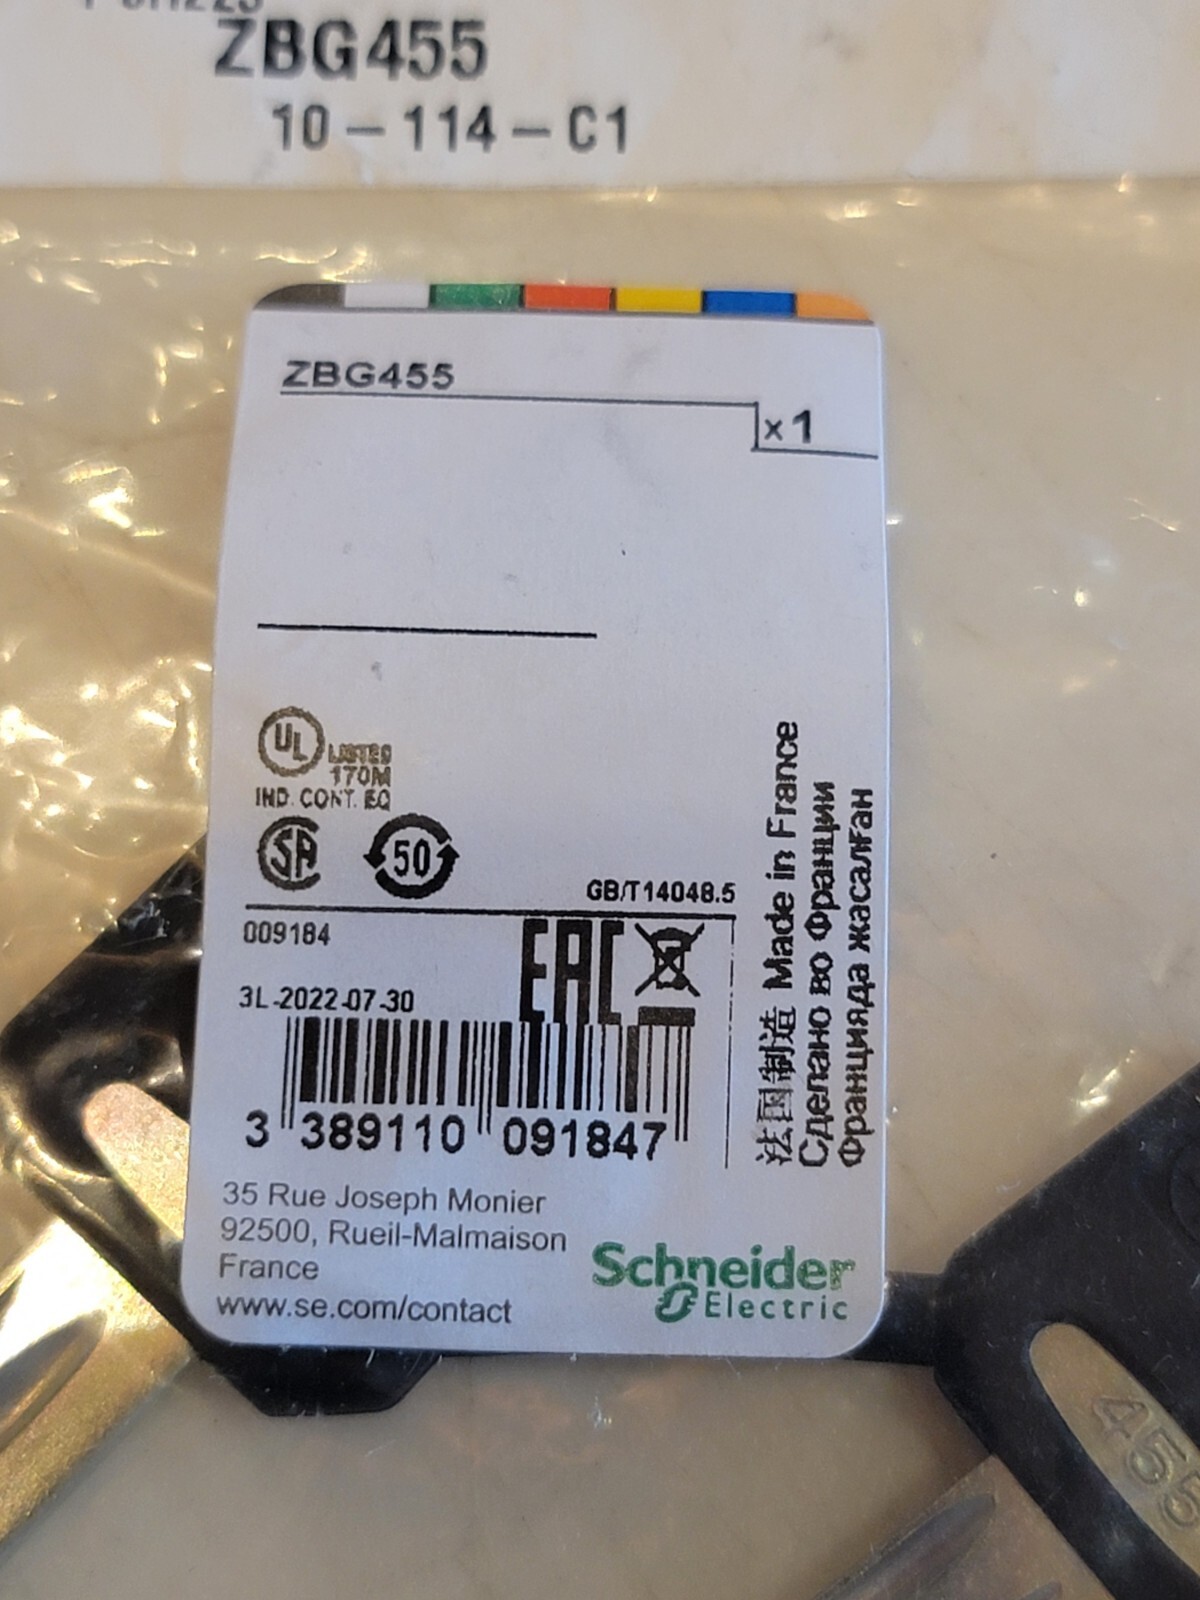 ZBG455
10-114-C1
ZBG455
x1
UL LISTED
170M
IND. CONT. EQ
SA
50
GB/T14048.5
009184
EAC
3L-2022-07-30
3 389110 091847
法国制造 Made in France
Сделано во Франции
Францияда жасалған
35 Rue Joseph Monier
92500, Rueil-Malmaison
France
www.se.com/contact
Schneider
Electric
455